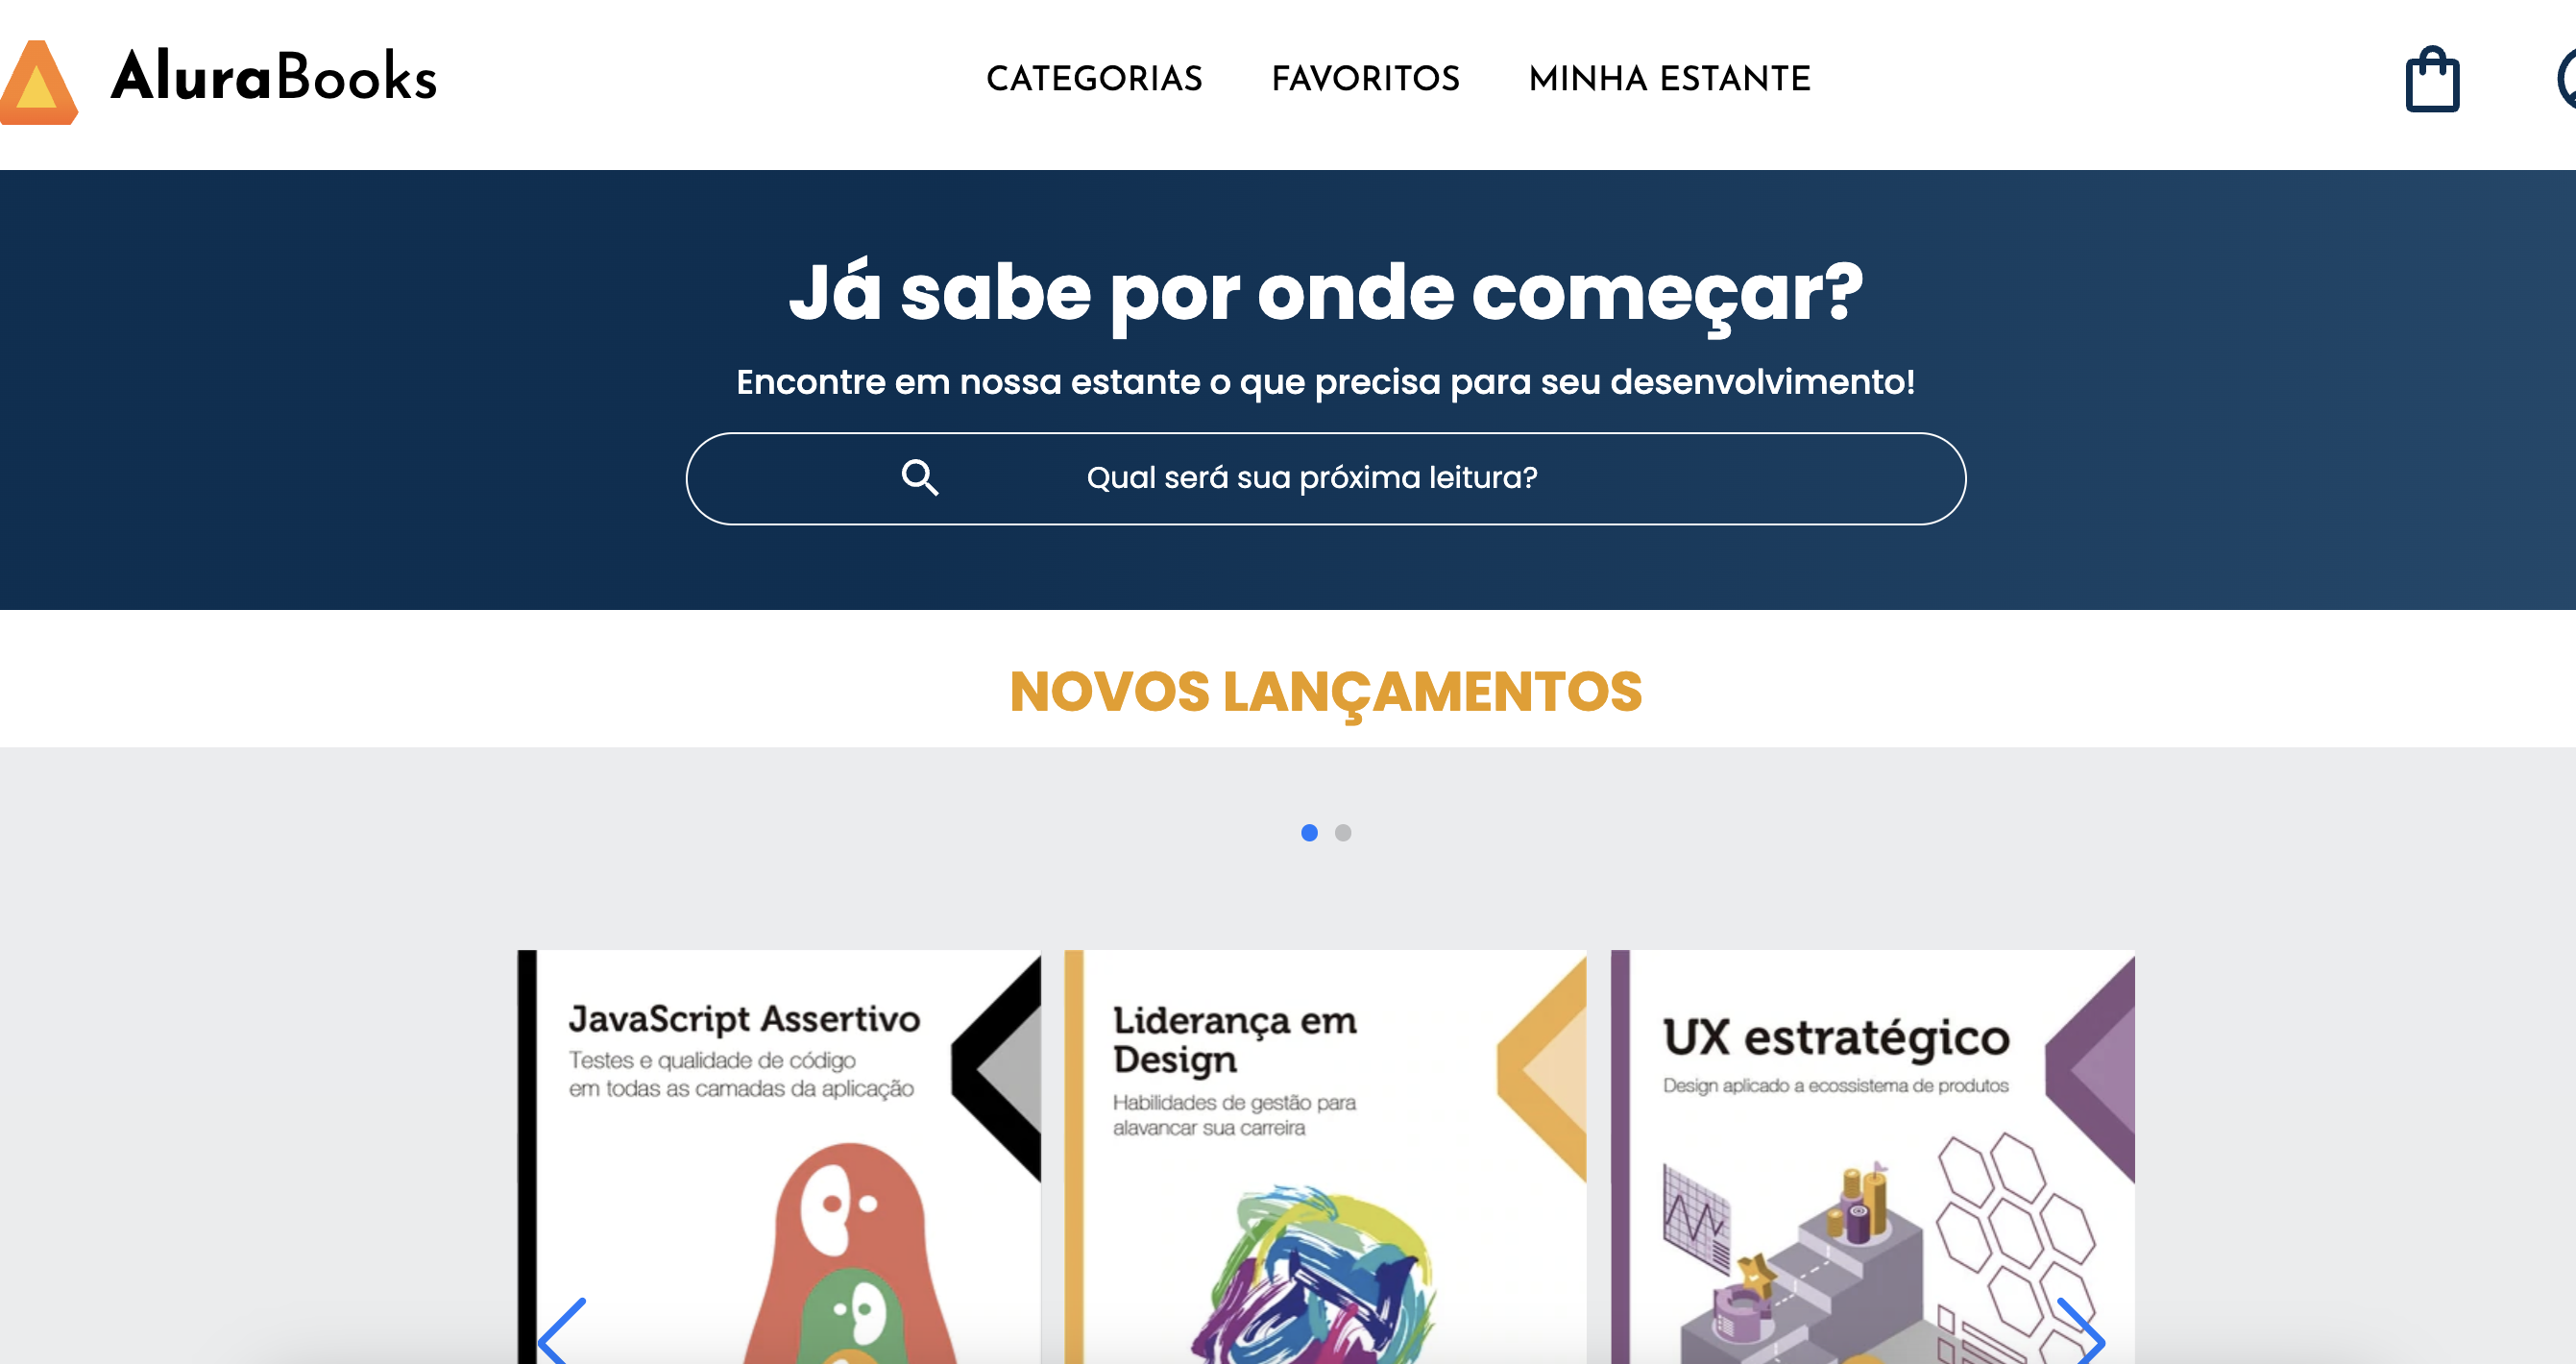 AluraBooks
CATEGORIAS
FAVORITOS
MINHA ESTANTE
Já sabe por onde começar?
Encontre em nossa estante o que precisa para seu desenvolvimento!
Qual será sua próxima leitura?
NOVOS LANÇAMENTOS
JavaScript Assertivo
Testes e qualidade de código
em todas as camadas da aplicação
Liderança em
Design
Habilidades de gestão para
alavancar sua carreira
UX estratégico
Design aplicado a ecossistema de produtos